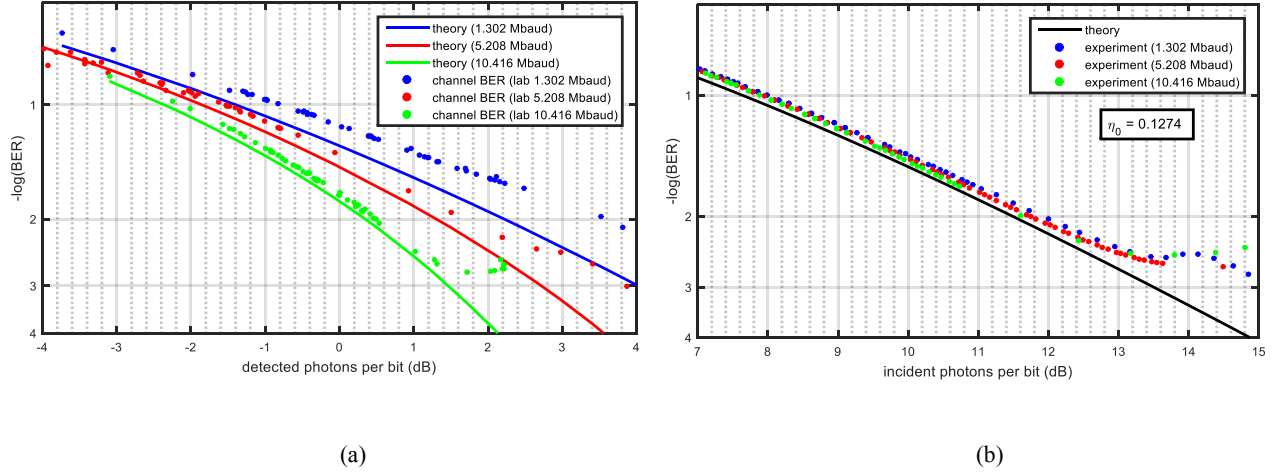 theory (1.302 Mbaud)
theory (5.208 Mbaud)
theory (10.416 Mbaud)
channel BER (lab 1.302 Mbaud)
channel BER (lab 5.208 Mbaud)
channel BER (lab 10.416 Mbaud)
-log(BER)
1
2
3
4
-4
-3
-2
-1
0
1
2
3
4
detected photons per bit (dB)
(a)
theory
experiment (1.302 Mbaud)
experiment (5.208 Mbaud)
experiment (10.416 Mbaud)
η0 = 0.1274
-log(BER)
1
2
3
4
7
8
9
10
11
12
13
14
15
incident photons per bit (dB)
(b)